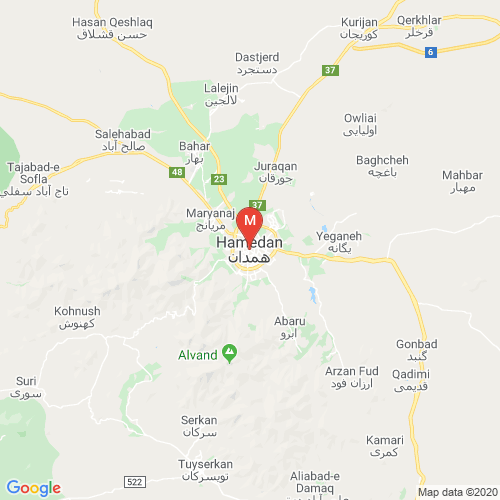 Hasan Qeshlaq
حسن قشلاق
Kurijan
کوریجان
Qerkhlar
قرخلر
6
Dastjerd
دستجرد
37
Lalejin
لالجین
Owliai
اولیایی
Salehabad
صالح آباد
Bahar
بهار
Juraqan
جورقان
Baghcheh
باغچه
Tajabad-e
Sofla
تاج آباد سفلی
48
23
Mahbar
مهبار
37
Maryanaj
مریانج
M
Hamedan
همدان
Yeganeh
یگانه
Kohnush
کهنوش
Abaru
ابرو
Alvand
Gonbad
گنبد
Arzan Fud
ارزان فود
Qadimi
قدیمی
Suri
سوری
Serkan
سرکان
Kamari
کمری
Tuyserkan
تویسرکان
522
Aliabad-e
Damaq
Google
Map data ©2020